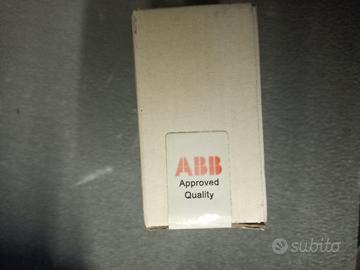 ABB
Approved
Quality
subito